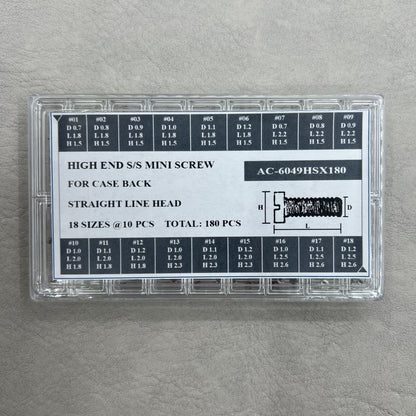 #01 #02 #03 #04 #05 #06 #07 #08 #09
D 0.7 D 0.8 D 0.9 D 1.0 D 1.1 D 1.2 D 0.7 D 0.8 D 0.9
L 1.8 L 1.8 L 1.8 L 1.8 L 1.8 L 1.8 L 2.2 L 2.2 L 2.2
H 1.5 H 1.5 H 1.5 H 1.5 H 1.5 H 1.5 H 1.5 H 1.5 H 1.5
HIGH END S/S MINI SCREW
AC-6049HSX180
FOR CASE BACK
STRAIGHT LINE HEAD
H D
L
18 SIZES @10 PCS TOTAL: 180 PCS
#10 #11 #12 #13 #14 #15 #16 #17 #18
D 1.0 D 1.1 D 1.2 D 1.0 D 1.1 D 1.2 D 1.0 D 1.1 D 1.2
L 2.0 L 2.0 L 2.0 L 2.0 L 2.0 L 2.0 L 2.5 L 2.5 L 2.5
H 1.8 H 1.8 H 1.8 H 2.3 H 2.3 H 2.3 H 2.6 H 2.6 H 2.6